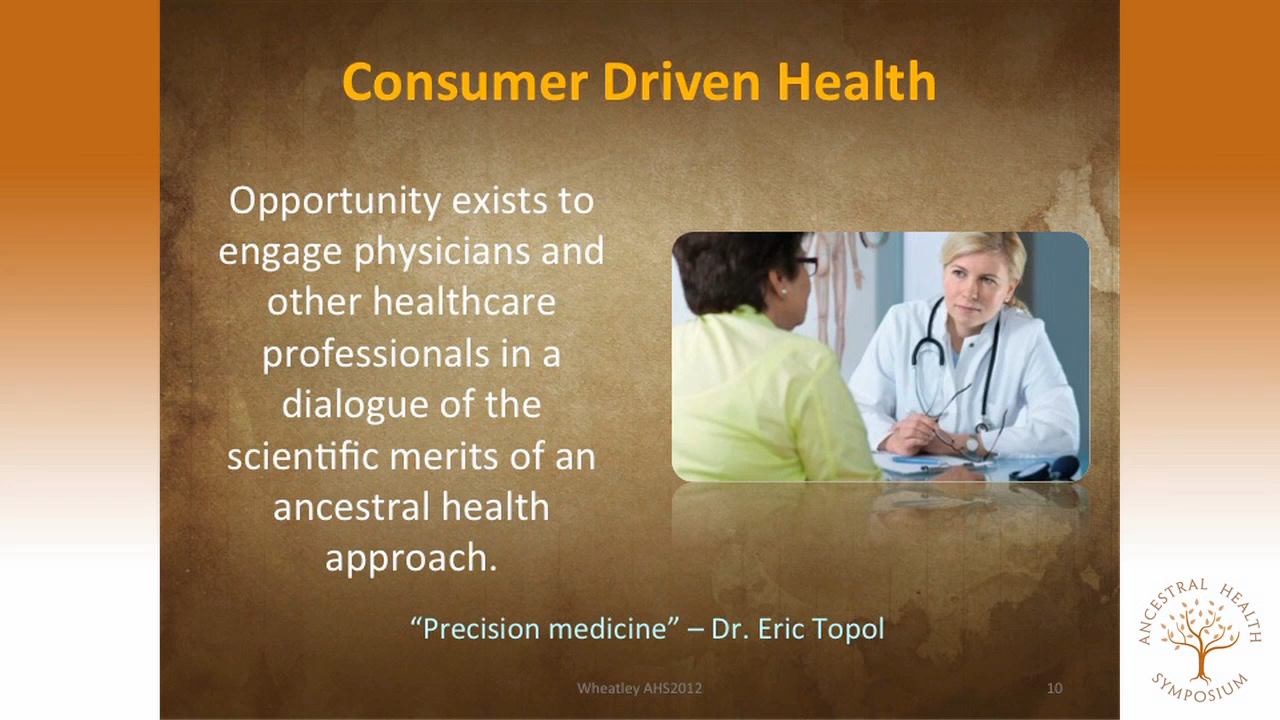 Consumer Driven Health
Opportunity exists to
engage physicians and
other healthcare
professionals in a
dialogue of the
scientific merits of an
ancestral health
approach.
“Precision medicine” – Dr. Eric Topol
Wheatley AHS2012
10
ANCESTRAL HEALTH
SYMPOSIUM